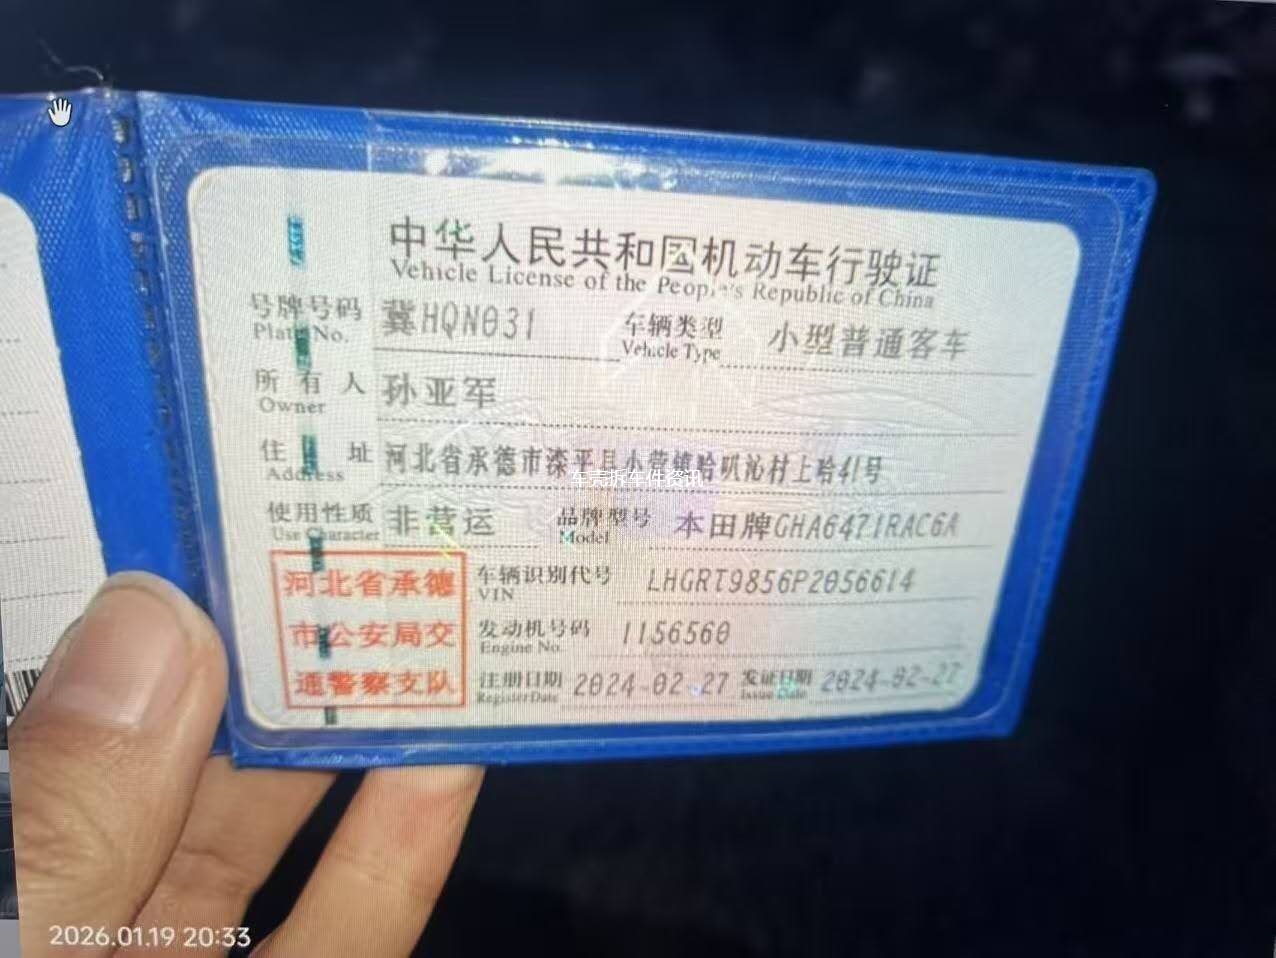 中华人民共和国机动车行驶证
Vehicle License of the People's Republic of China
号牌号码 冀HQN031 车辆类型 小型普通客车
Plate No. Vehicle Type
所有人 孙亚军
Owner
住址 河北省承德市滦平县小营镇哈叭沁村上哈41号
Address
车壳拆车件资讯
使用性质 非营运 品牌型号 本田牌GHA6471RAC6A
Use Character Model
河北省承德市公安局交通警察支队
车辆识别代号 LHGRT9856P2056614
VIN
发动机号码 1156560
Engine No.
注册日期 2024-02-27 发证日期 2024-02-27
Register Date Issue Date
2026.01.19 20:33